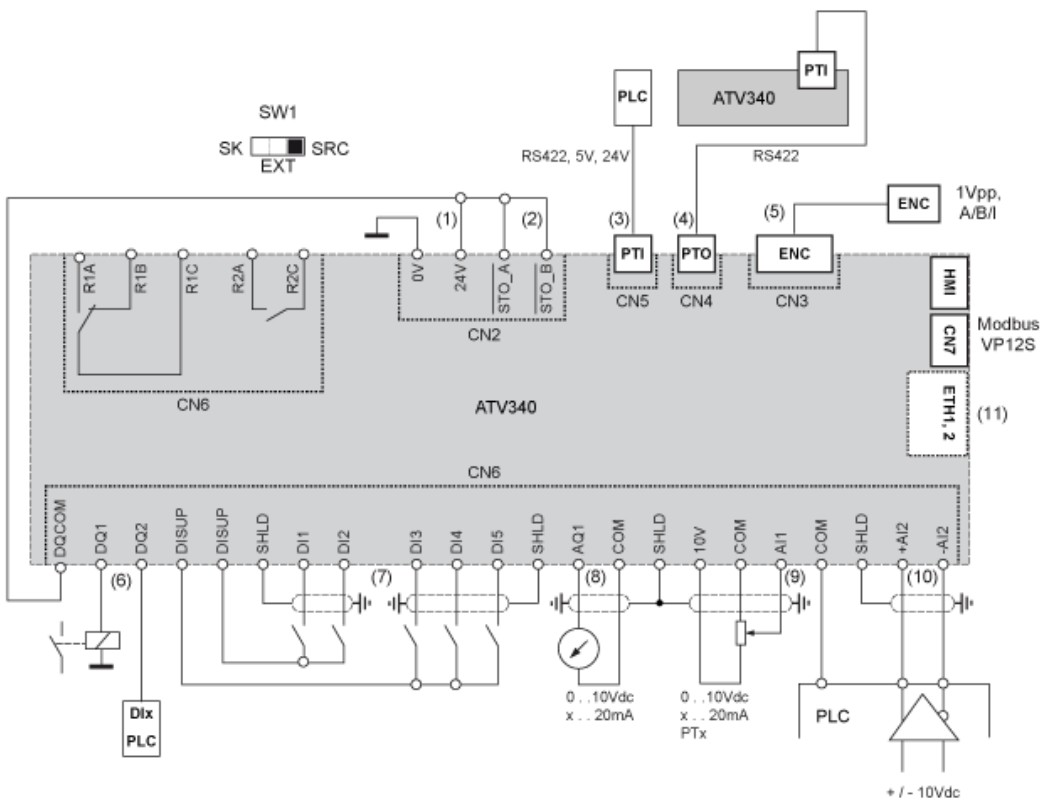 PTI
PLC
ATV340
SW1
SK
SRC
EXT
RS422, 5V, 24V
RS422
ENC
1Vpp,
A/B/I
(1)
(2)
(3)
(4)
(5)
R1A
R1B
R1C
R2A
R2C
0V
24V
STO_A
STO_B
PTI
PTO
ENC
CN5
CN4
CN3
HMI
CN2
CN7
Modbus
VP12S
CN6
ATV340
ETH1, 2
(11)
CN6
DQCOM
DQ1
DQ2
DISUP
DISUP
SHLD
DI1
DI2
DI3
DI4
DI5
SHLD
AQ1
COM
SHLD
10V
COM
AI1
COM
SHLD
+AI2
-AI2
(6)
(7)
(8)
(9)
(10)
0 . . 10Vdc
x . . 20mA
0 . . 10Vdc
x . . 20mA
PTx
DIx
PLC
PLC
+ / - 10Vdc